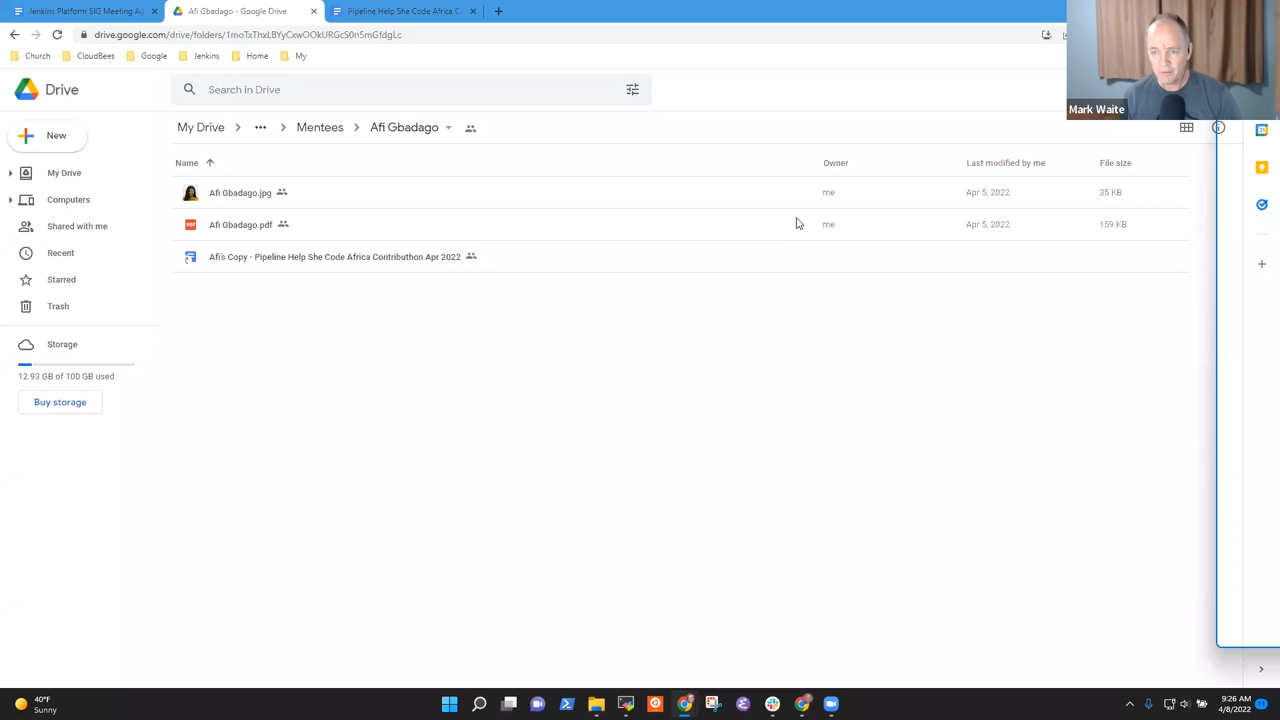 Jenkins Platform SIG Meeting Ag
Afi Gbadago - Google Drive
Pipeline Help She Code Africa Co
drive.google.com/drive/folders/1moTxThxLBYyCxwOOkURGcS0n5mGfdgLc
Church
CloudBees
Google
Jenkins
Home
My
Mark Waite
Drive
Search in Drive
New
My Drive
Mentees
Afi Gbadago
Name
Owner
Last modified by me
File size
My Drive
Computers
Shared with me
Recent
Starred
Trash
Storage
12.93 GB of 100 GB used
Buy storage
Afi Gbadago.jpg
me
Apr 5, 2022
35 KB
PDF
Afi Gbadago.pdf
me
Apr 5, 2022
159 KB
Afi's Copy - Pipeline Help She Code Africa Contributhon Apr 2022
40°F
Sunny
9:26 AM
4/8/2022